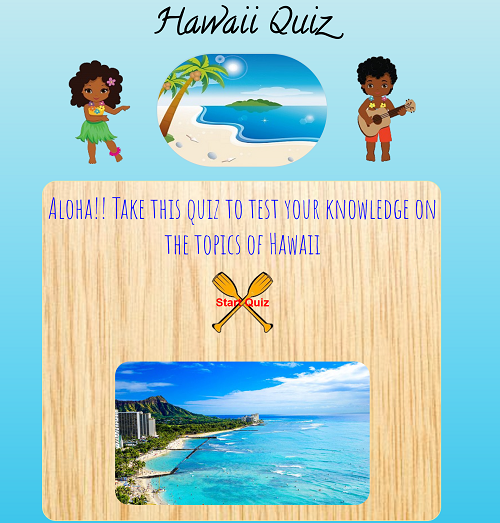 Hawaii Quiz
Aloha!! Take this quiz to test your knowledge on
the topics of Hawaii
Start Quiz